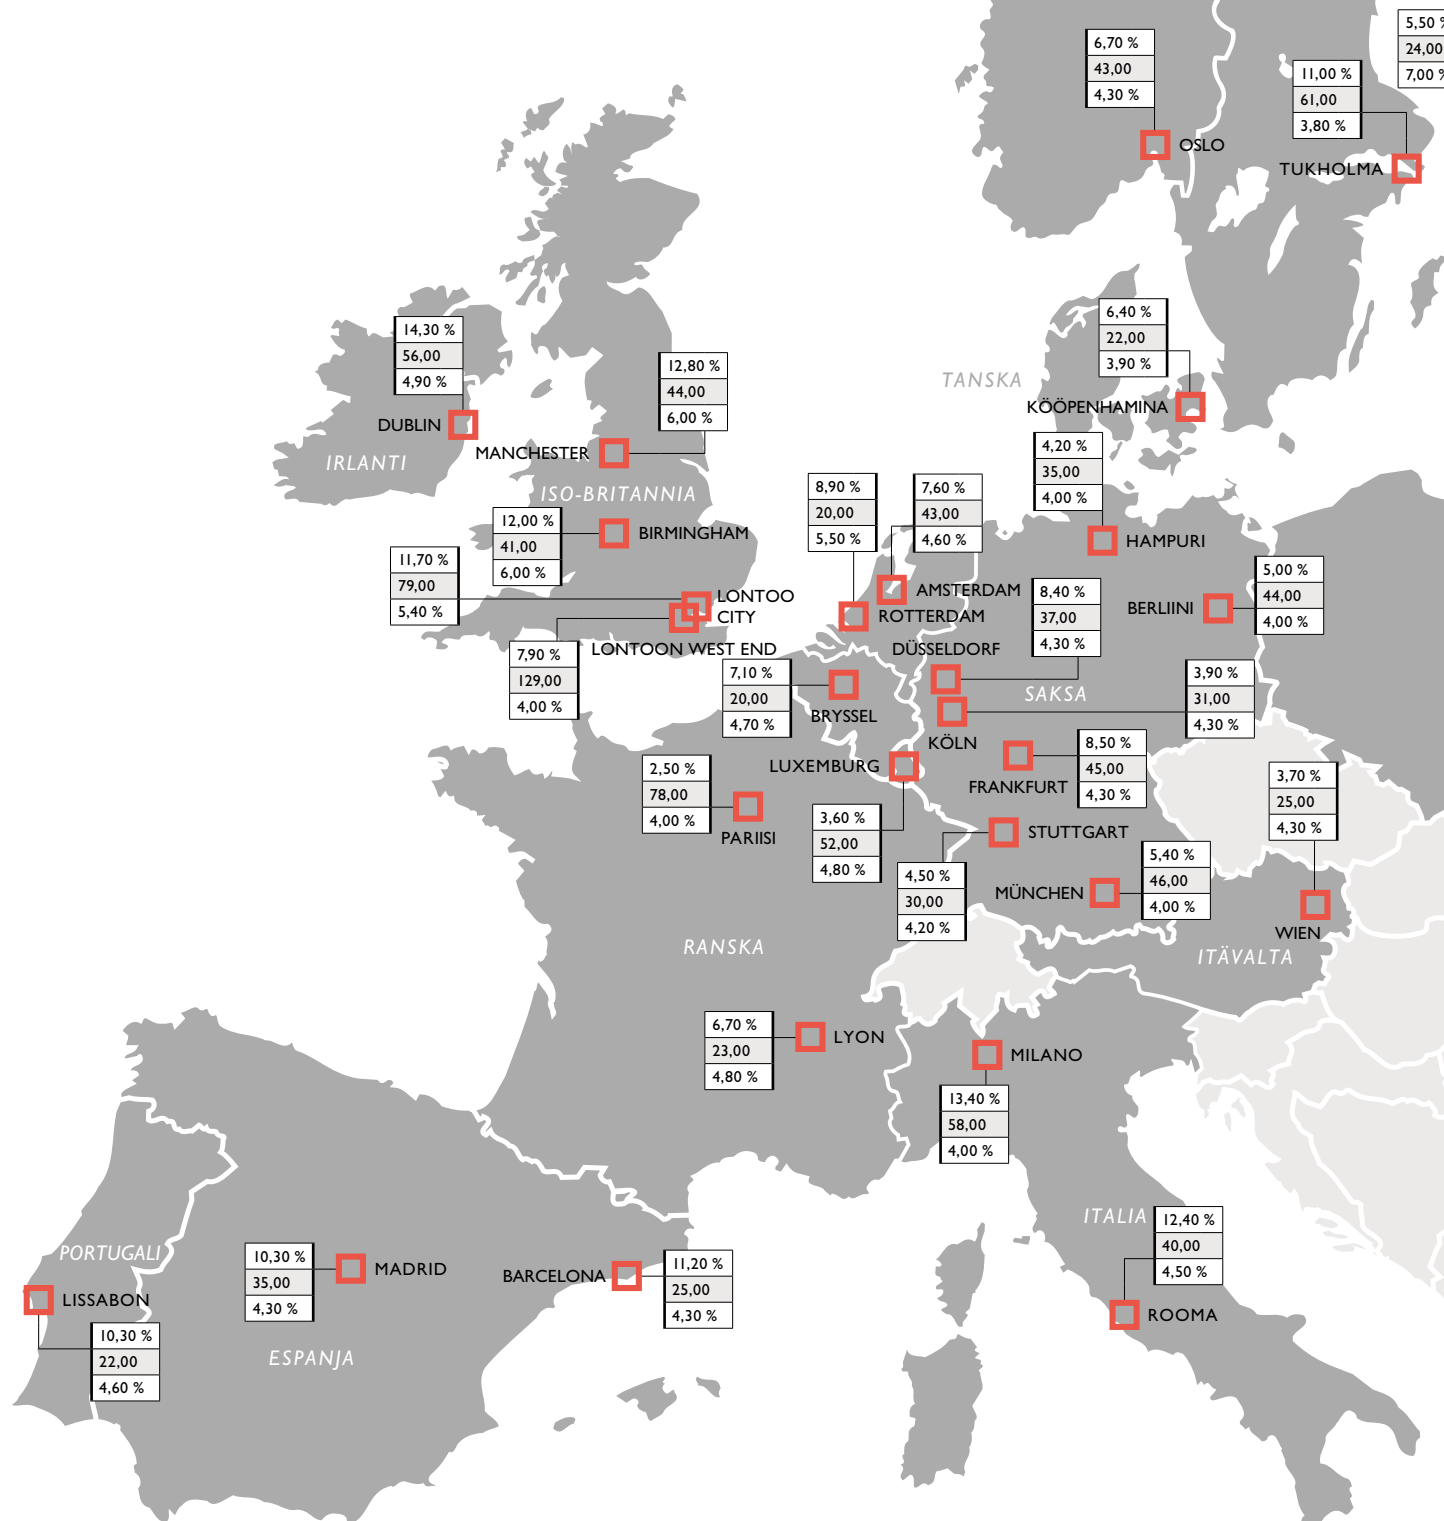 5,50 %
24,00
7,00 %
6,70 %
43,00
4,30 %
OSLO
11,00 %
61,00
3,80 %
TUKHOLMA
14,30 %
56,00
4,90 %
DUBLIN
IRLANTI
12,80 %
44,00
6,00 %
MANCHESTER
ISO-BRITANNIA
6,40 %
22,00
3,90 %
TANSKA
KÖÖPENHAMINA
4,20 %
35,00
4,00 %
HAMPURI
12,00 %
41,00
6,00 %
BIRMINGHAM
8,90 %
20,00
5,50 %
7,60 %
43,00
4,60 %
AMSTERDAM
ROTTERDAM
11,70 %
79,00
5,40 %
LONTOO
CITY
LONTOON WEST END
7,90 %
129,00
4,00 %
5,00 %
44,00
4,00 %
BERLIINI
8,40 %
37,00
4,30 %
DÜSSELDORF
SAKSA
7,10 %
20,00
4,70 %
BRYSSEL
3,90 %
31,00
4,30 %
KÖLN
8,50 %
45,00
4,30 %
FRANKFURT
LUXEMBURG
3,60 %
52,00
4,80 %
2,50 %
78,00
4,00 %
PARIISI
3,70 %
25,00
4,30 %
WIEN
ITÄVALTA
STUTTGART
4,50 %
30,00
4,20 %
5,40 %
46,00
4,00 %
MÜNCHEN
RANSKA
6,70 %
23,00
4,80 %
LYON
MILANO
13,40 %
58,00
4,00 %
ITALIA
12,40 %
40,00
4,50 %
ROOMA
PORTUGALI
10,30 %
35,00
4,30 %
MADRID
BARCELONA
11,20 %
25,00
4,30 %
LISSABON
10,30 %
22,00
4,60 %
ESPANJA